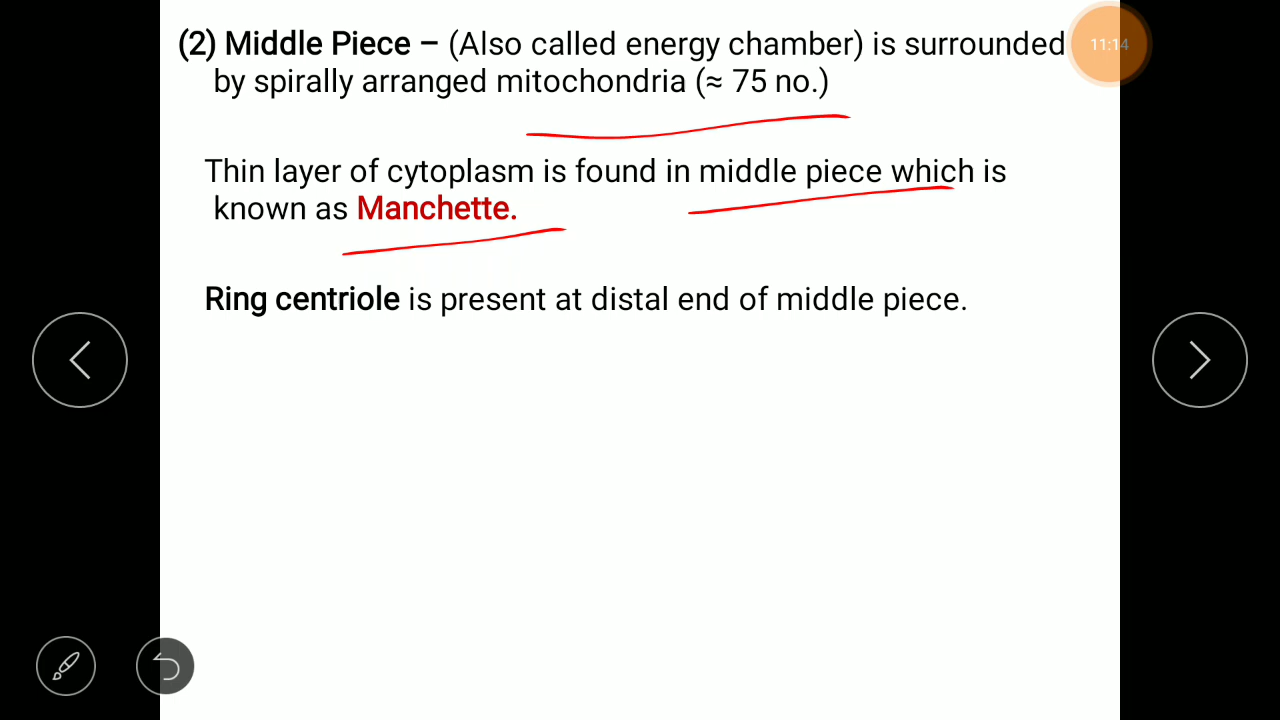 (2) Middle Piece – (Also called energy chamber) is surrounded
by spirally arranged mitochondria (≈ 75 no.)
Thin layer of cytoplasm is found in middle piece which is
known as Manchette.
Ring centriole is present at distal end of middle piece.
11:14